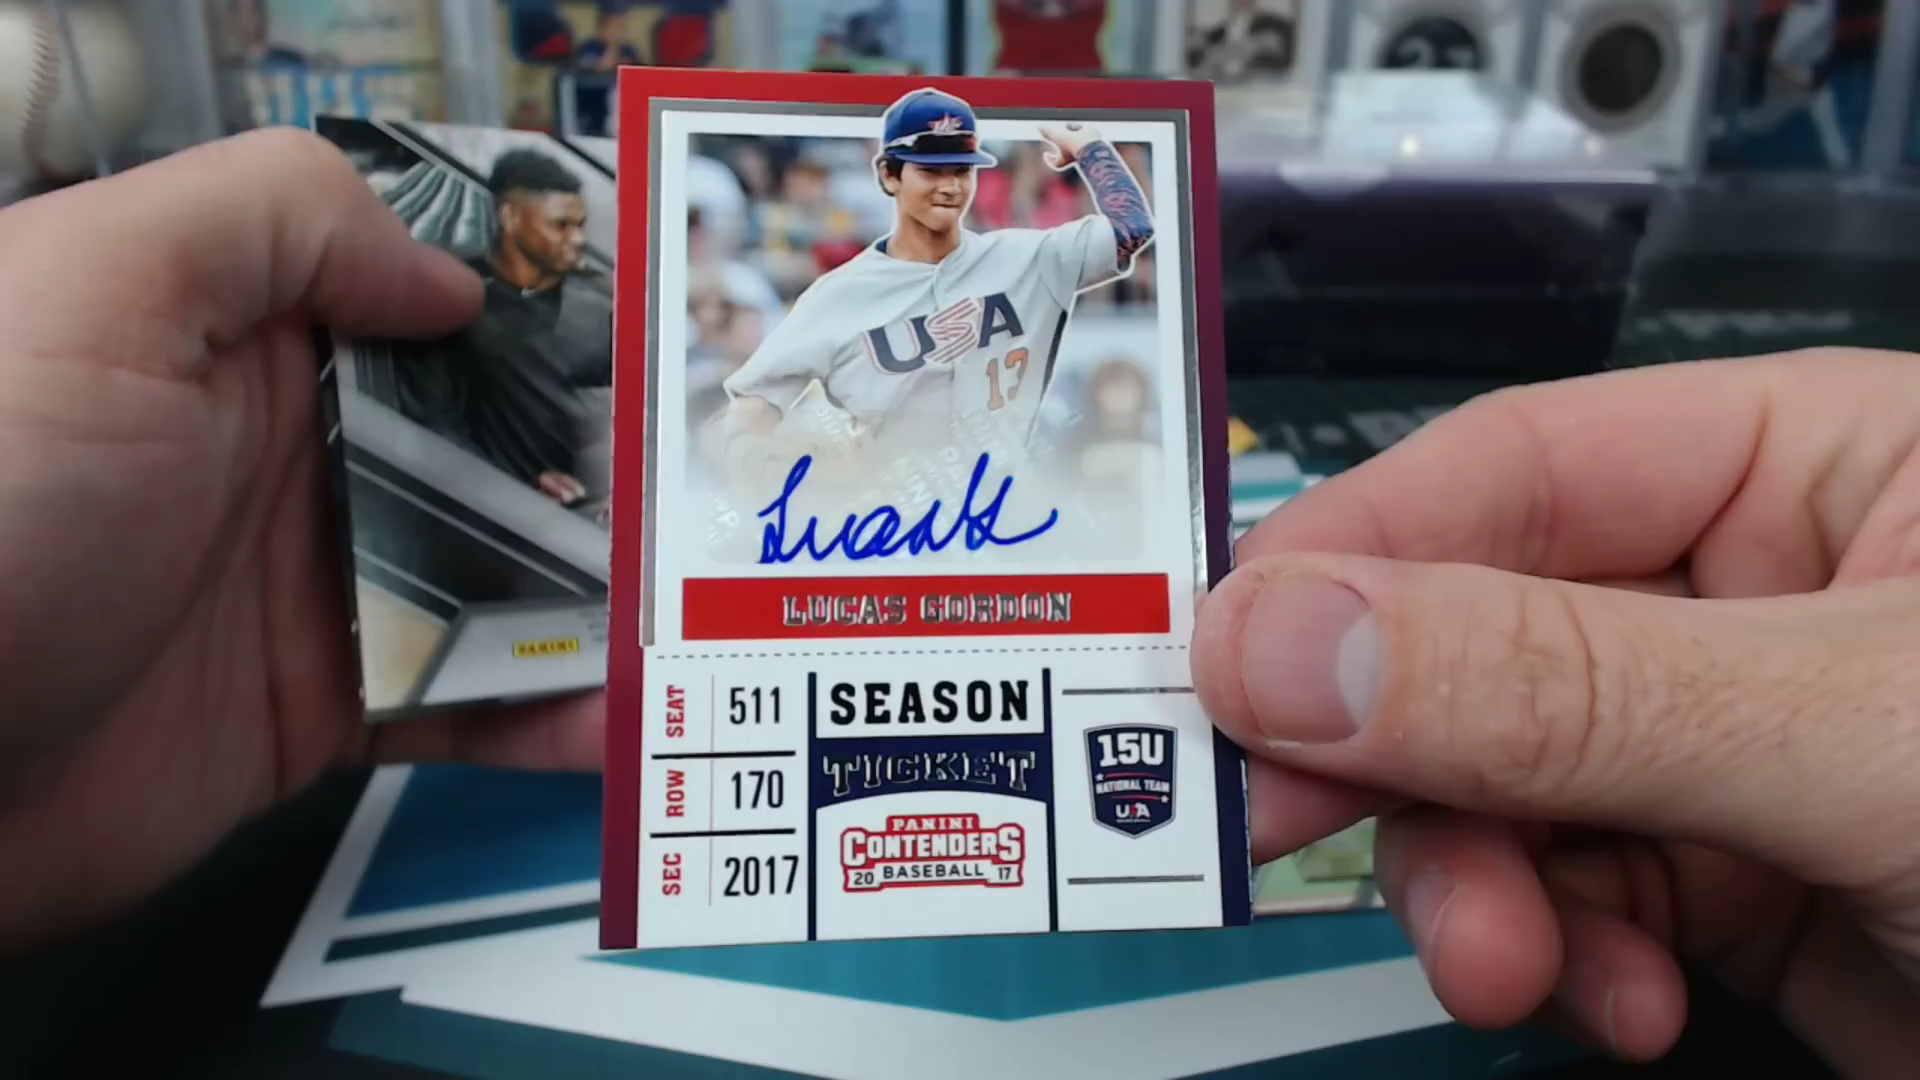 USA
13
Lucas
LUCAS GORDON
SEAT 511
ROW 170
SEC 2017
SEASON
TICKET
PANINI
CONTENDERS
20 BASEBALL 17
15U
NATIONAL TEAM
USA
PANINI